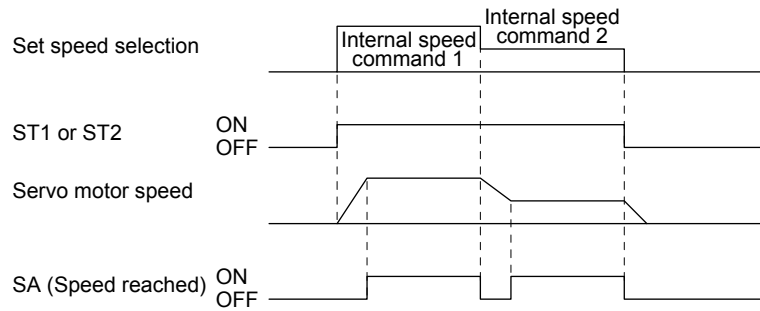 Set speed selection
Internal speed
command 1
Internal speed
command 2
ST1 or ST2
ON
OFF
Servo motor speed
SA (Speed reached)
ON
OFF